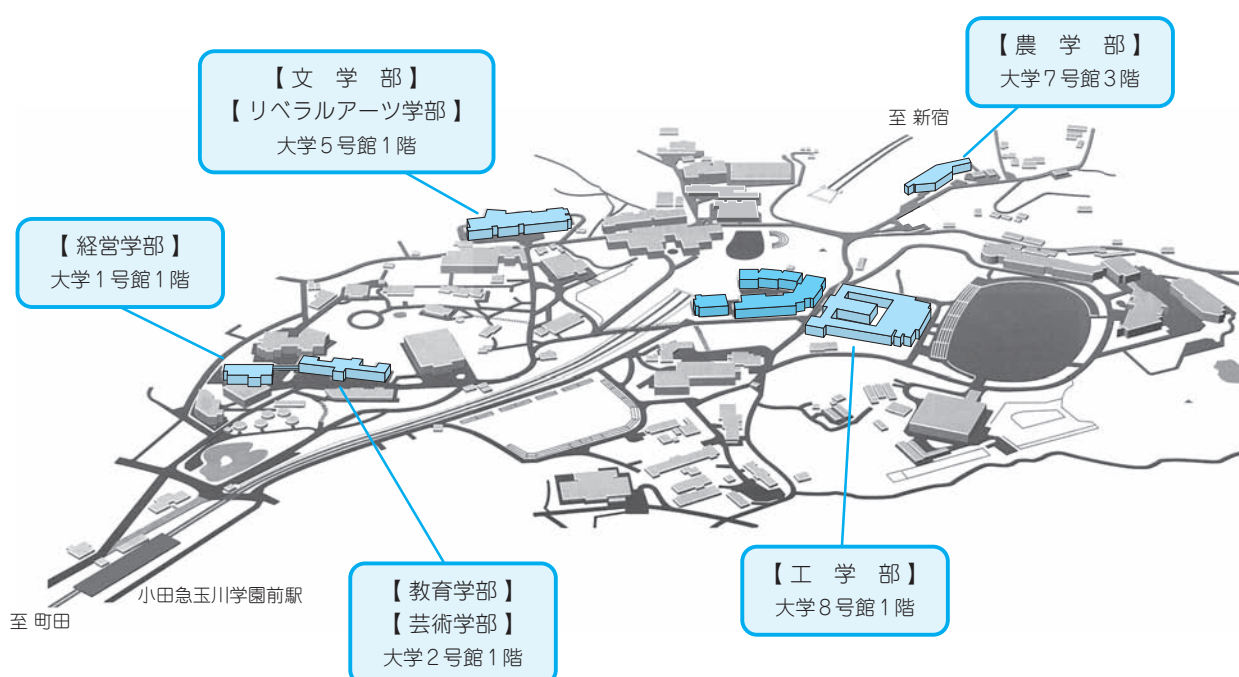 【 農　学　部 】
大学７号館３階
【 文　学　部 】
【 リベラルアーツ学部 】
大学５号館１階
至 新宿
【 経営学部 】
大学１号館１階
【 工　学　部 】
大学８号館１階
【 教育学部 】
【 芸術学部 】
大学２号館１階
小田急玉川学園前駅
至 町田